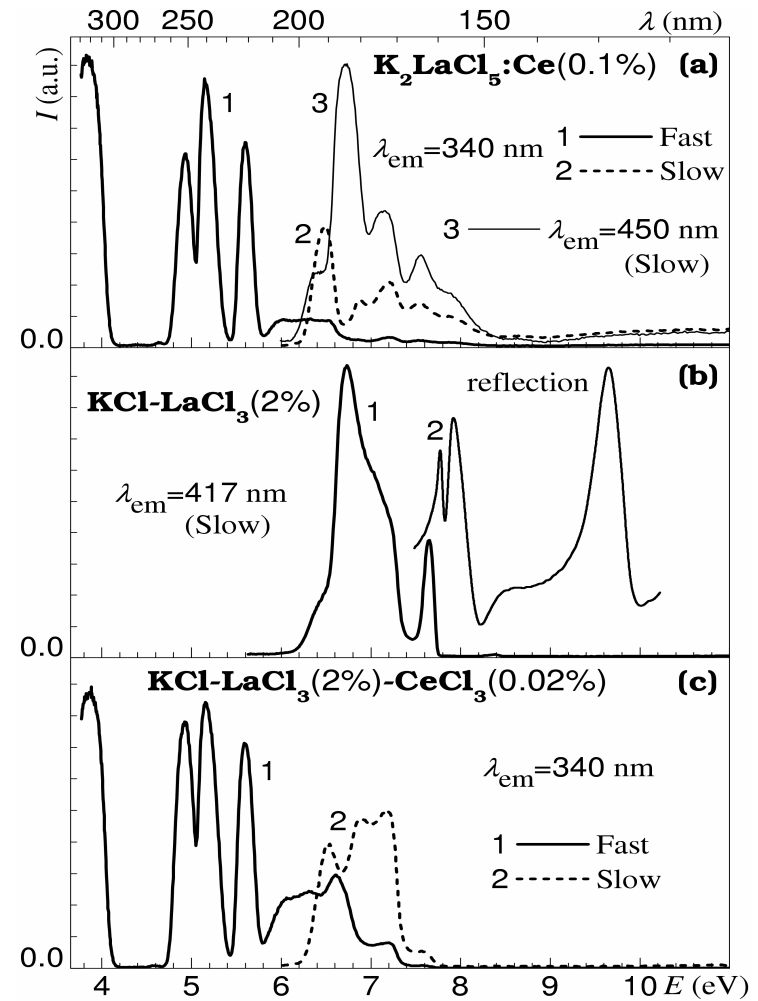 300 250 200 150 λ (nm)
I (a.u.)
K₂LaCl₅:Ce(0.1%) (a)
1
3
λem=340 nm
1 Fast
2 Slow
2
3 λem=450 nm
(Slow)
0.0
reflection
(b)
KCl-LaCl₃(2%)
1
2
λem=417 nm
(Slow)
0.0
KCl-LaCl₃(2%)-CeCl₃(0.02%) (c)
1
λem=340 nm
2
1 Fast
2 Slow
0.0
4 5 6 7 8 9 10 E (eV)